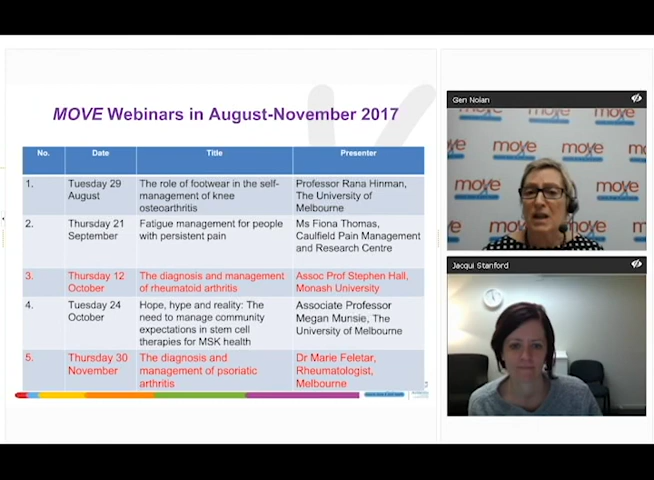 MOVE Webinars in August-November 2017
No. Date Title Presenter
1. Tuesday 29 August The role of footwear in the self-management of knee osteoarthritis Professor Rana Hinman, The University of Melbourne
2. Thursday 21 September Fatigue management for people with persistent pain Ms Fiona Thomas, Caulfield Pain Management and Research Centre
3. Thursday 12 October The diagnosis and management of rheumatoid arthritis Assoc Prof Stephen Hall, Monash University
4. Tuesday 24 October Hope, hype and reality: The need to manage community expectations in stem cell therapies for MSK health Associate Professor Megan Munsie, The University of Melbourne
5. Thursday 30 November The diagnosis and management of psoriatic arthritis Dr Marie Feletar, Rheumatologist, Melbourne
Gen Nolan
move
move
move
move
Jacqui Stanford